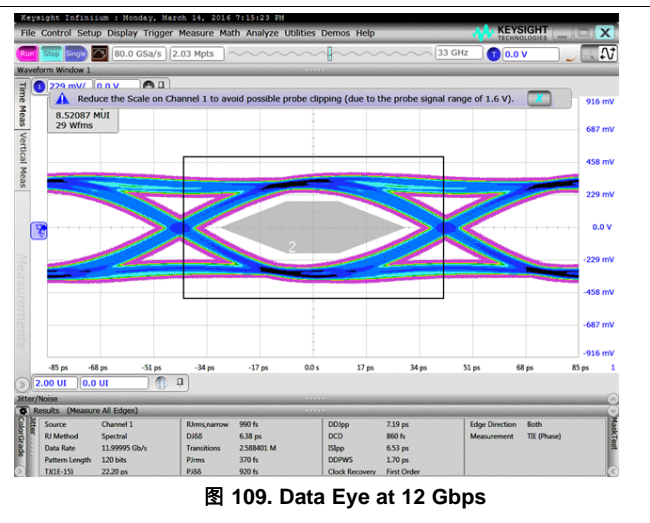 Keysight Infiniium : Monday, March 14, 2016 7:15:23 PM
File Control Setup Display Trigger Measure Math Analyze Utilities Demos Help
KEYSIGHT
TECHNOLOGIES
Run Stop Single 80.0 GSa/s 2.03 Mpts 33 GHz T 0.0 V
Waveform Window 1
1 229 mV/ 0.0 V
Reduce the Scale on Channel 1 to avoid possible probe clipping (due to the probe signal range of 1.6 V).
8.52087 MUI
29 Wfms
Time Meas
Vertical Meas
Measurements
916 mV
687 mV
458 mV
229 mV
0.0 V
-229 mV
-458 mV
-687 mV
-916 mV
2
-85 ps -68 ps -51 ps -34 ps -17 ps 0.0 s 17 ps 34 ps 51 ps 68 ps 85 ps 1
2.00 UI 0.0 UI
Jitter/Noise
Results (Measure All Edges)
ColorGrade
Jitter
MaskTest
Source Channel 1 RJrms,narrow 990 fs DDJpp 7.19 ps Edge Direction Both
RJ Method Spectral DJδδ 6.38 ps DCD 860 fs Measurement TIE (Phase)
Data Rate 11.99995 Gb/s Transitions 2.588401 M ISIpp 6.53 ps
Pattern Length 120 bits PJrms 370 fs DDPWS 1.70 ps
TJ(1E-15) 22.20 ps PJδδ 920 fs Clock Recovery First Order
图 109. Data Eye at 12 Gbps